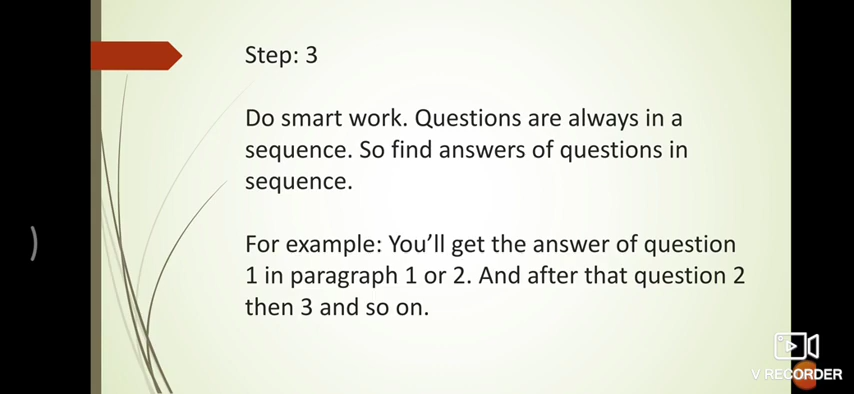 Step: 3
Do smart work. Questions are always in a
sequence. So find answers of questions in
sequence.
For example: You’ll get the answer of question
1 in paragraph 1 or 2. And after that question 2
then 3 and so on.
V RECORDER